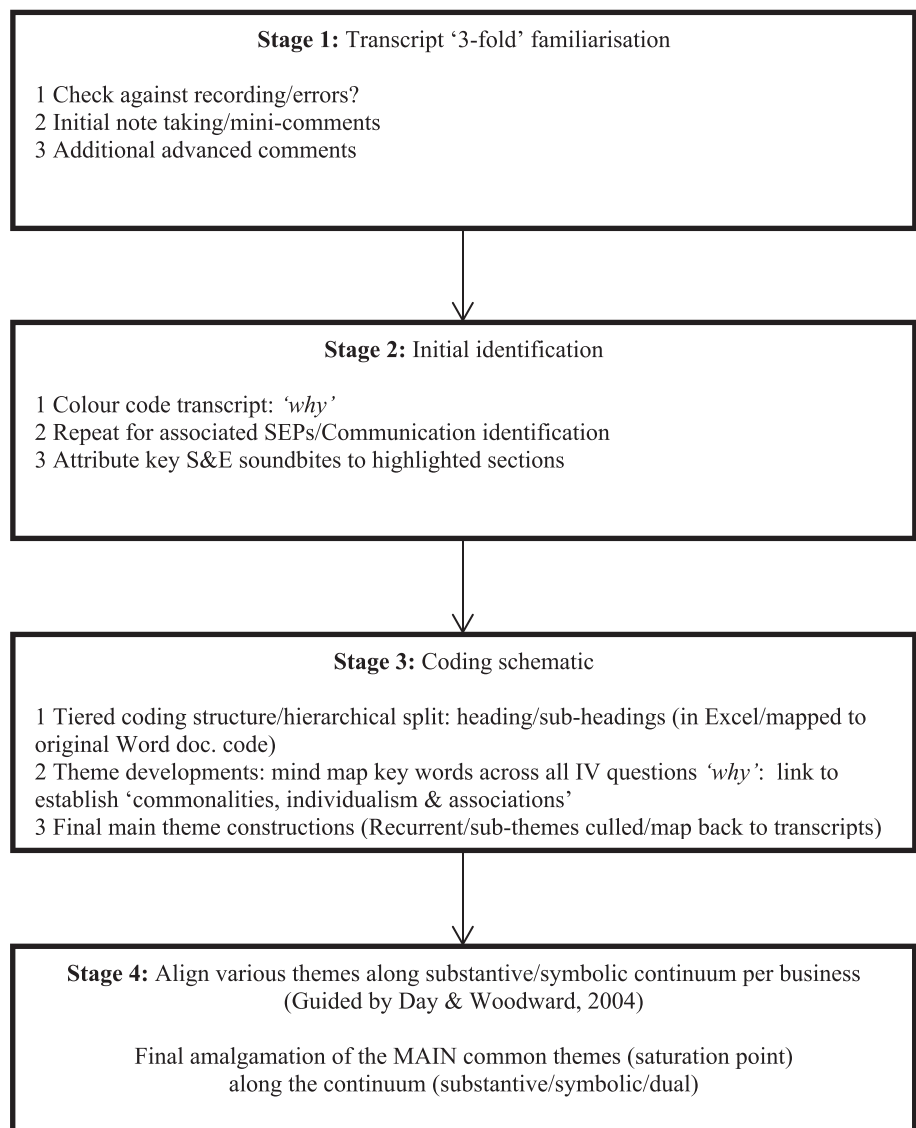 Stage 1: Transcript ‘3-fold’ familiarisation
1 Check against recording/errors?
2 Initial note taking/mini-comments
3 Additional advanced comments
Stage 2: Initial identification
1 Colour code transcript: ‘why’
2 Repeat for associated SEPs/Communication identification
3 Attribute key S&E soundbites to highlighted sections
Stage 3: Coding schematic
1 Tiered coding structure/hierarchical split: heading/sub-headings (in Excel/mapped to
original Word doc. code)
2 Theme developments: mind map key words across all IV questions ‘why’: link to
establish ‘commonalities, individualism & associations’
3 Final main theme constructions (Recurrent/sub-themes culled/map back to transcripts)
Stage 4: Align various themes along substantive/symbolic continuum per business
(Guided by Day & Woodward, 2004)
Final amalgamation of the MAIN common themes (saturation point)
along the continuum (substantive/symbolic/dual)